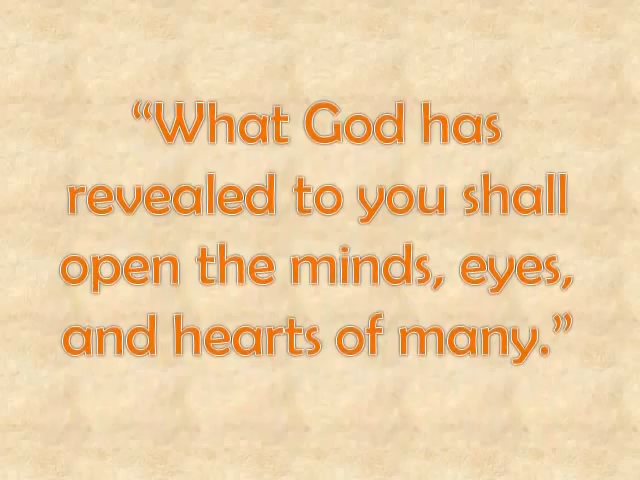 “What God has
revealed to you shall
open the minds, eyes,
and hearts of many.”